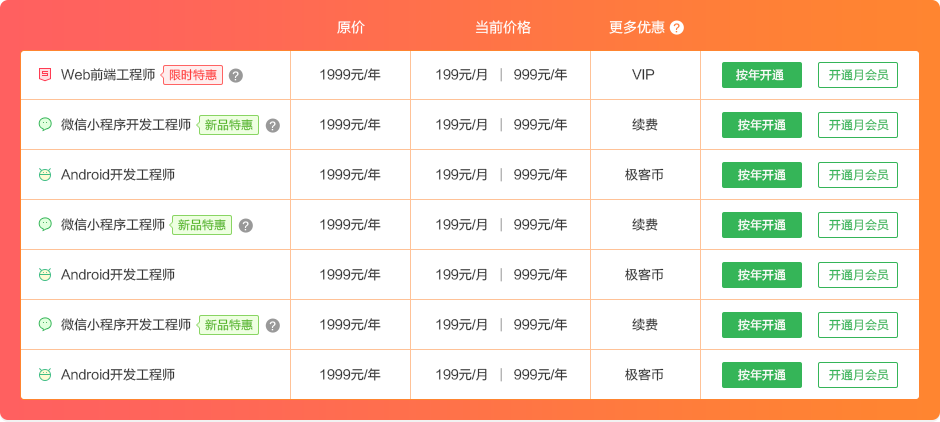 原价 当前价格 更多优惠 ?
Web前端工程师 限时特惠 ? 1999元/年 199元/月 | 999元/年 VIP 按年开通 开通月会员
微信小程序开发工程师 新品特惠 ? 1999元/年 199元/月 | 999元/年 续费 按年开通 开通月会员
Android开发工程师 1999元/年 199元/月 | 999元/年 极客币 按年开通 开通月会员
微信小程序工程师 新品特惠 ? 1999元/年 199元/月 | 999元/年 续费 按年开通 开通月会员
Android开发工程师 1999元/年 199元/月 | 999元/年 极客币 按年开通 开通月会员
微信小程序开发工程师 新品特惠 ? 1999元/年 199元/月 | 999元/年 续费 按年开通 开通月会员
Android开发工程师 1999元/年 199元/月 | 999元/年 极客币 按年开通 开通月会员